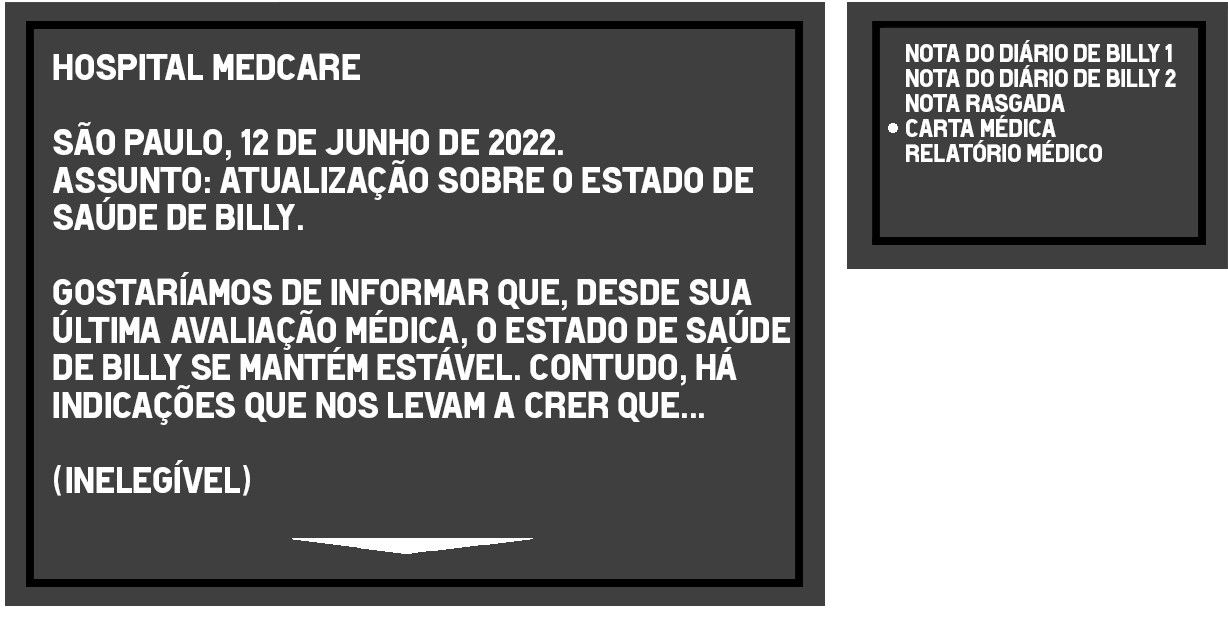 HOSPITAL MEDCARE
SÃO PAULO, 12 DE JUNHO DE 2022.
ASSUNTO: ATUALIZAÇÃO SOBRE O ESTADO DE
SAÚDE DE BILLY.
GOSTARÍAMOS DE INFORMAR QUE, DESDE SUA
ÚLTIMA AVALIAÇÃO MÉDICA, O ESTADO DE SAÚDE
DE BILLY SE MANTÉM ESTÁVEL. CONTUDO, HÁ
INDICAÇÕES QUE NOS LEVAM A CRER QUE...
(INELEGÍVEL)
NOTA DO DIÁRIO DE BILLY 1
NOTA DO DIÁRIO DE BILLY 2
NOTA RASGADA
CARTA MÉDICA
RELATÓRIO MÉDICO